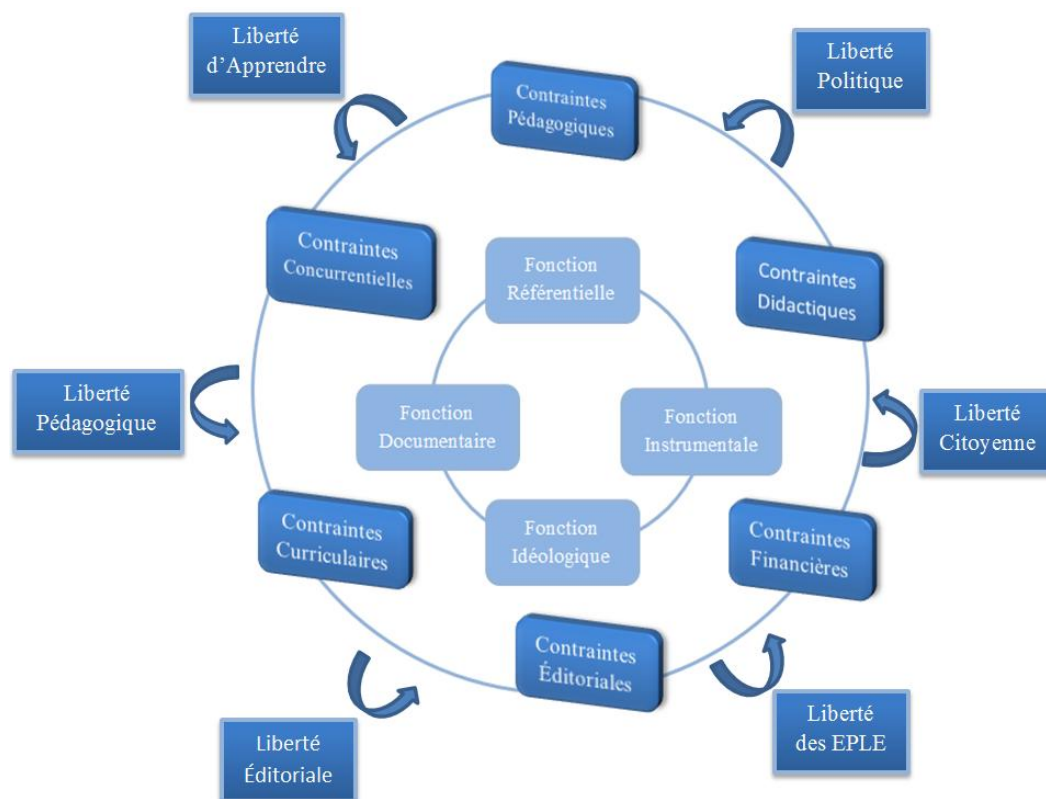 Liberté
d'Apprendre
Contraintes
Pédagogiques
Liberté
Politique
Contraintes
Concurrentielles
Fonction
Référentielle
Contraintes
Didactiques
Liberté
Pédagogique
Fonction
Documentaire
Fonction
Instrumentale
Liberté
Citoyenne
Contraintes
Curriculaires
Fonction
Idéologique
Contraintes
Financières
Contraintes
Éditoriales
Liberté
Éditoriale
Liberté
des EPLE